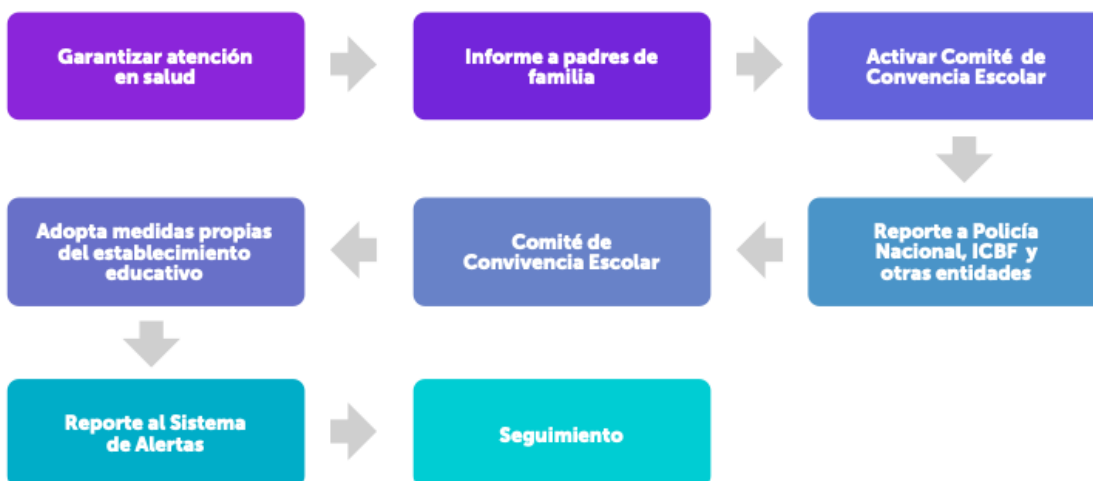 Garantizar atención
en salud
Informe a padres de
familia
Activar Comité de
Convencia Escolar
Reporte a Policía
Nacional, ICBF y
otras entidades
Comité de
Convivencia Escolar
Adopta medidas propias
del establecimiento
educativo
Reporte al Sistema
de Alertas
Seguimiento